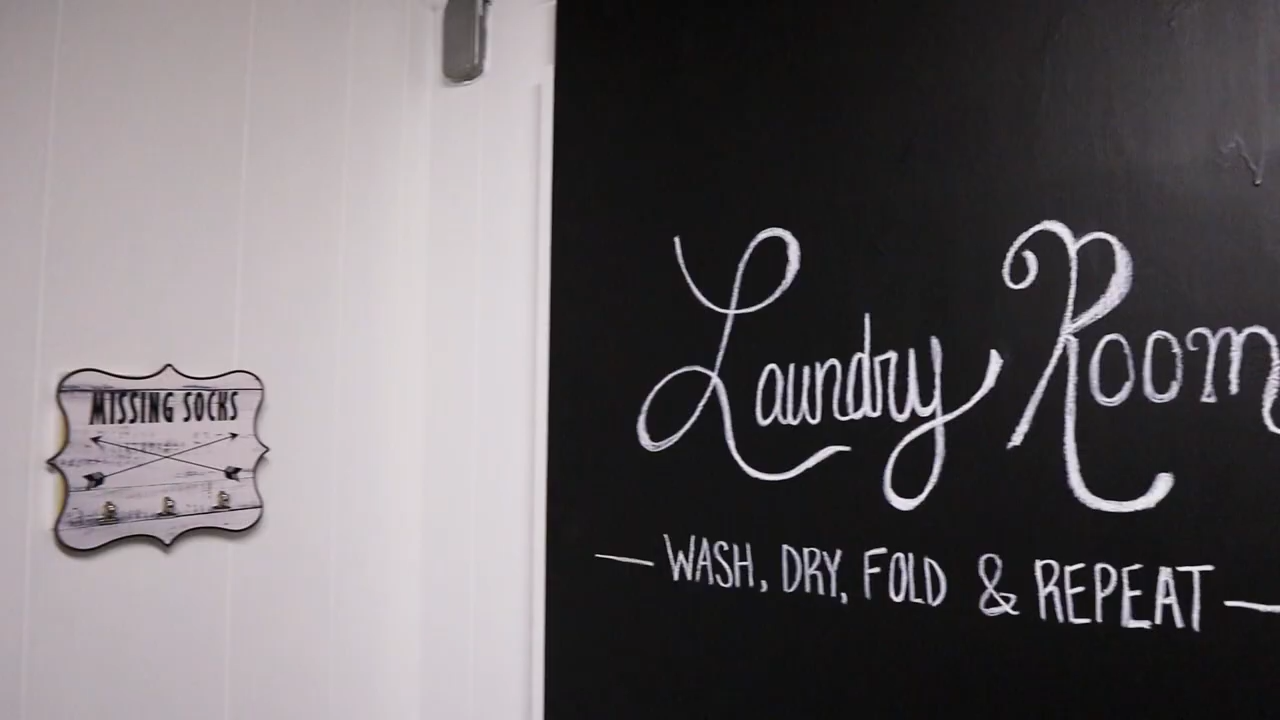 MISSING SOCKS
Laundry Room
— WASH, DRY, FOLD & REPEAT —